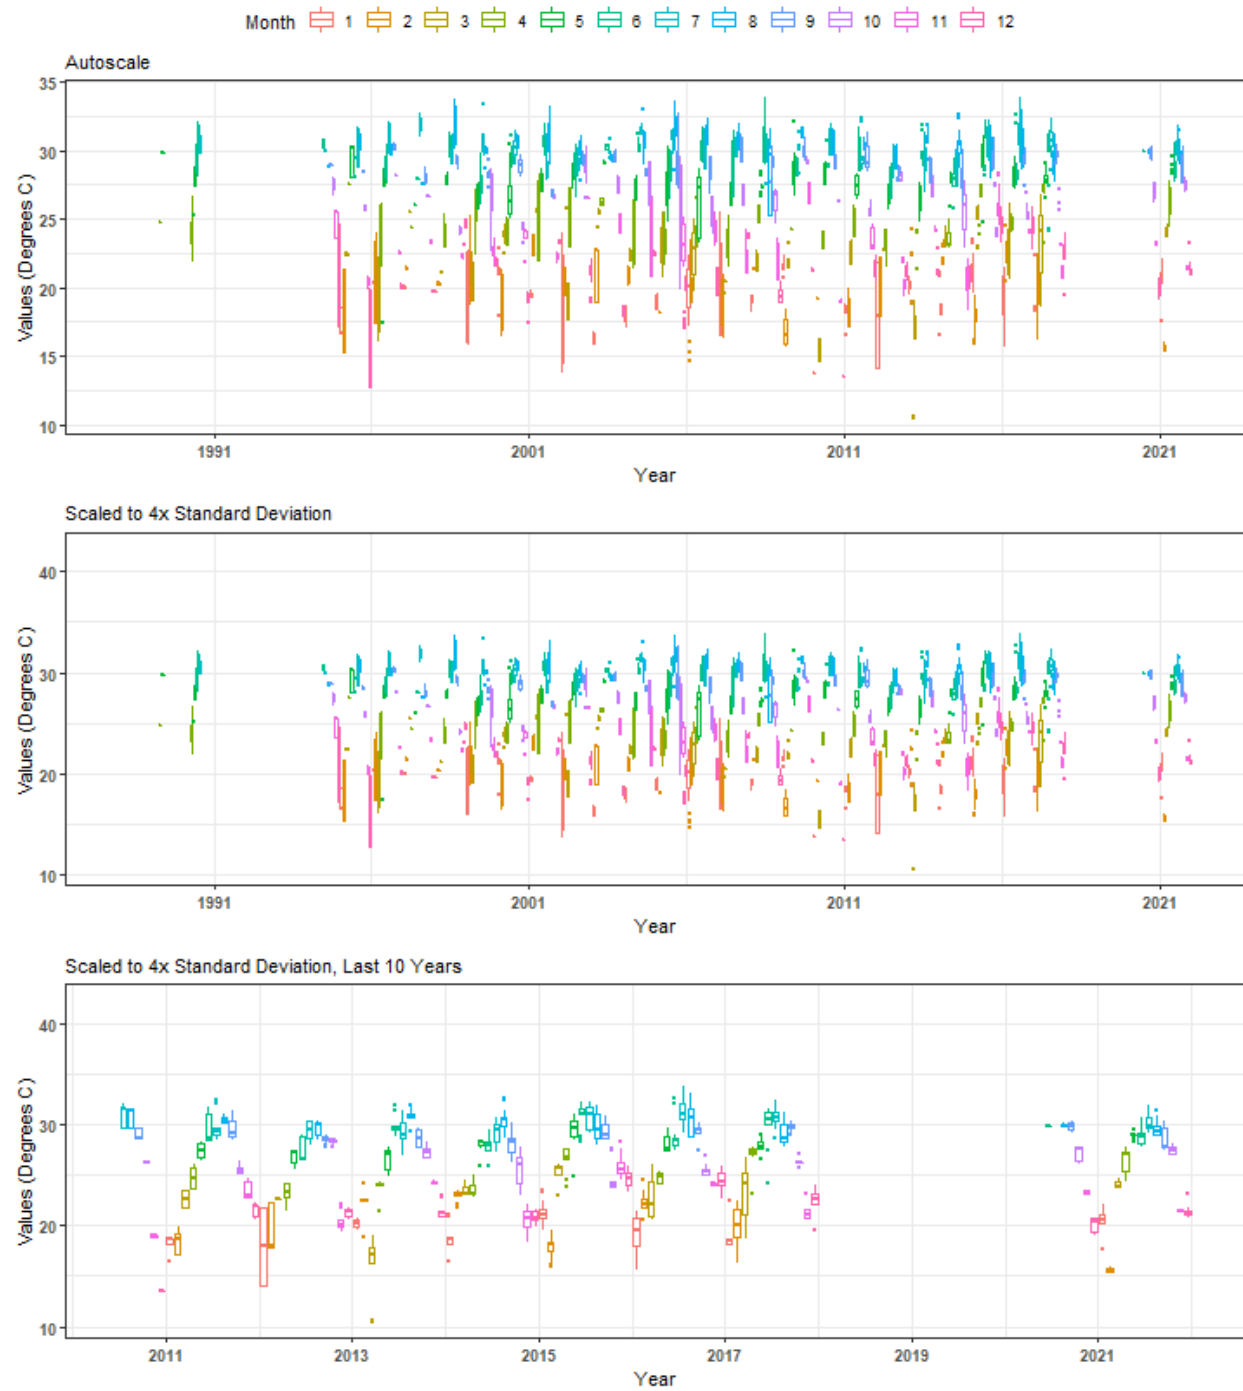 Month 1 2 3 4 5 6 7 8 9 10 11 12
Autoscale
35
30
25
20
15
10
Values (Degrees C)
1991 2001 2011 2021
Year
Scaled to 4x Standard Deviation
40
30
20
10
Values (Degrees C)
1991 2001 2011 2021
Year
Scaled to 4x Standard Deviation, Last 10 Years
40
30
20
10
Values (Degrees C)
2011 2013 2015 2017 2019 2021
Year